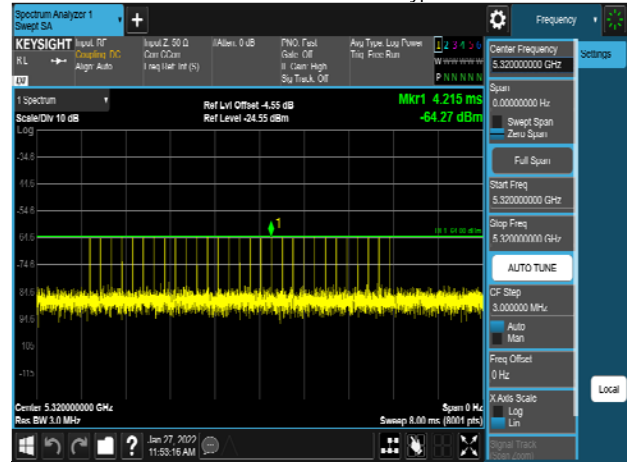 Spectrum Analyzer 1
Swept SA
+
Frequency
KEYSIGHT
Input: RF
Coupling: DC
Align: Auto
Input Z: 50 Ω
Corr CCorr
Freq Ref: Int (S)
#Atten: 0 dB
PNO: Fast
Gate: Off
IF Gain: High
Sig Track: Off
Avg Type: Log Power
Trig: Free Run
1 2 3 4 5 6
W W W W W W
P N N N N N
RL
1 Spectrum
Scale/Div 10 dB
Log
Ref Lvl Offset -4.55 dB
Ref Level -24.55 dBm
Mkr1 4.215 ms
-64.27 dBm
-34.6
-44.6
-54.6
-64.6
-74.6
-84.6
-94.6
-105
-115
1
Center 5.320000000 GHz
Res BW 3.0 MHz
Span 0 Hz
Sweep 8.00 ms (8001 pts)
Jan 27, 2022
11:53:16 AM
?
Center Frequency
5.320000000 GHz
Settings
Span
0.00000000 Hz
Swept Span
Zero Span
Full Span
Start Freq
5.320000000 GHz
Stop Freq
5.320000000 GHz
AUTO TUNE
CF Step
3.000000 MHz
Auto
Man
Freq Offset
0 Hz
X Axis Scale
Log
Lin
Local
Signal Track
(Span Zoom)